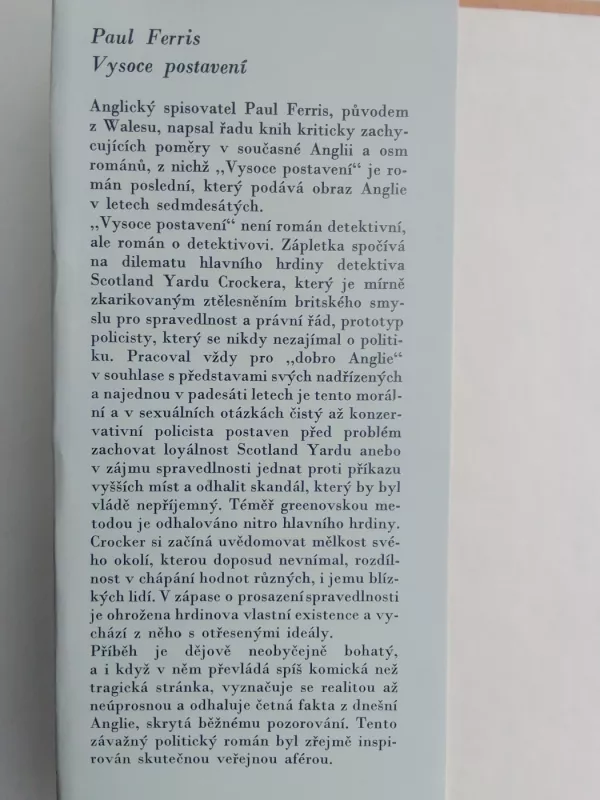 Paul Ferris
Vysoce postavení
Anglický spisovatel Paul Ferris, původem
z Walesu, napsal řadu knih kriticky zachy-
cujících poměry v současné Anglii a osm
románů, z nichž „Vysoce postavení“ je ro-
mán poslední, který podává obraz Anglie
v letech sedmdesátých.
„Vysoce postavení“ není román detektivní,
ale román o detektivovi. Zápletka spočívá
na dilematu hlavního hrdiny detektiva
Scotland Yardu Crockera, který je mírně
zkarikovaným ztělesněním britského smy-
slu pro spravedlnost a právní řád, prototyp
policisty, který se nikdy nezajímal o politi-
ku. Pracoval vždy pro „dobro Anglie“
v souhlase s představami svých nadřízených
a najednou v padesáti letech je tento morál-
ní a v sexuálních otázkách čistý až konzer-
vativní policista postaven před problém
zachovat loyálnost Scotland Yardu anebo
v zájmu spravedlnosti jednat proti příkazu
vyšších míst a odhalit skandál, který by byl
vládě nepříjemný. Téměř greenovskou me-
todou je odhalováno nitro hlavního hrdiny.
Crocker si začíná uvědomovat mělkost své-
ho okolí, kterou doposud nevnímal, rozdíl-
nost v chápání hodnot různých, i jemu blíz-
kých lidí. V zápase o prosazení spravedlnosti
je ohrožena hrdinova vlastní existence a vy-
chází z něho s otřesenými ideály.
Příběh je dějově neobyčejně bohatý,
a i když v něm převládá spíš komická než
tragická stránka, vyznačuje se realitou až
neúprosnou a odhaluje četná fakta z dnešní
Anglie, skrytá běžnému pozorování. Tento
závažný politický román byl zřejmě inspi-
rován skutečnou veřejnou aférou.